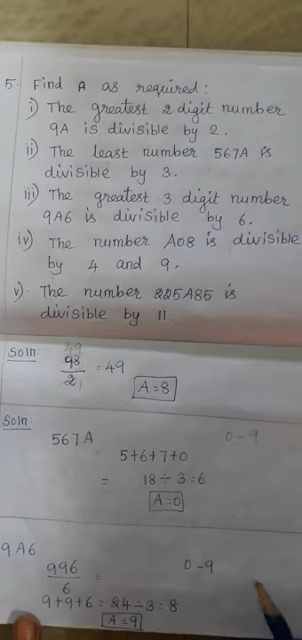 5. Find A as required:
i) The greatest 2 digit number
9A is divisible by 2.
ii) The least number 567A is
divisible by 3.
iii) The greatest 3 digit number
9A6 is divisible by 6.
iv) The number A08 is divisible
by 4 and 9.
v) The number 225A85 is
divisible by 11.
Soln:
49
98
2
= 49
A=8
Soln:
567A
0-9
5+6+7+0
= 18÷3=6
A=0
9A6
996
6
=
0-9
9+9+6=24÷3=8
A=9